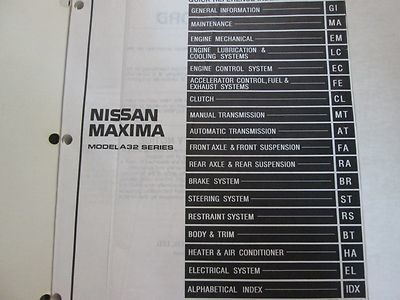 QUICK REFERENCE IN
GENERAL INFORMATION GI
MAINTENANCE MA
ENGINE MECHANICAL EM
ENGINE LUBRICATION &
COOLING SYSTEMS LC
ENGINE CONTROL SYSTEM EC
ACCELERATOR CONTROL, FUEL &
EXHAUST SYSTEMS FE
CLUTCH CL
NISSAN
MAXIMA
MODEL A32 SERIES
MANUAL TRANSMISSION MT
AUTOMATIC TRANSMISSION AT
FRONT AXLE & FRONT SUSPENSION FA
REAR AXLE & REAR SUSPENSION RA
BRAKE SYSTEM BR
STEERING SYSTEM ST
RESTRAINT SYSTEM RS
BODY & TRIM BT
HEATER & AIR CONDITIONER HA
ELECTRICAL SYSTEM EL
ALPHABETICAL INDEX IDX